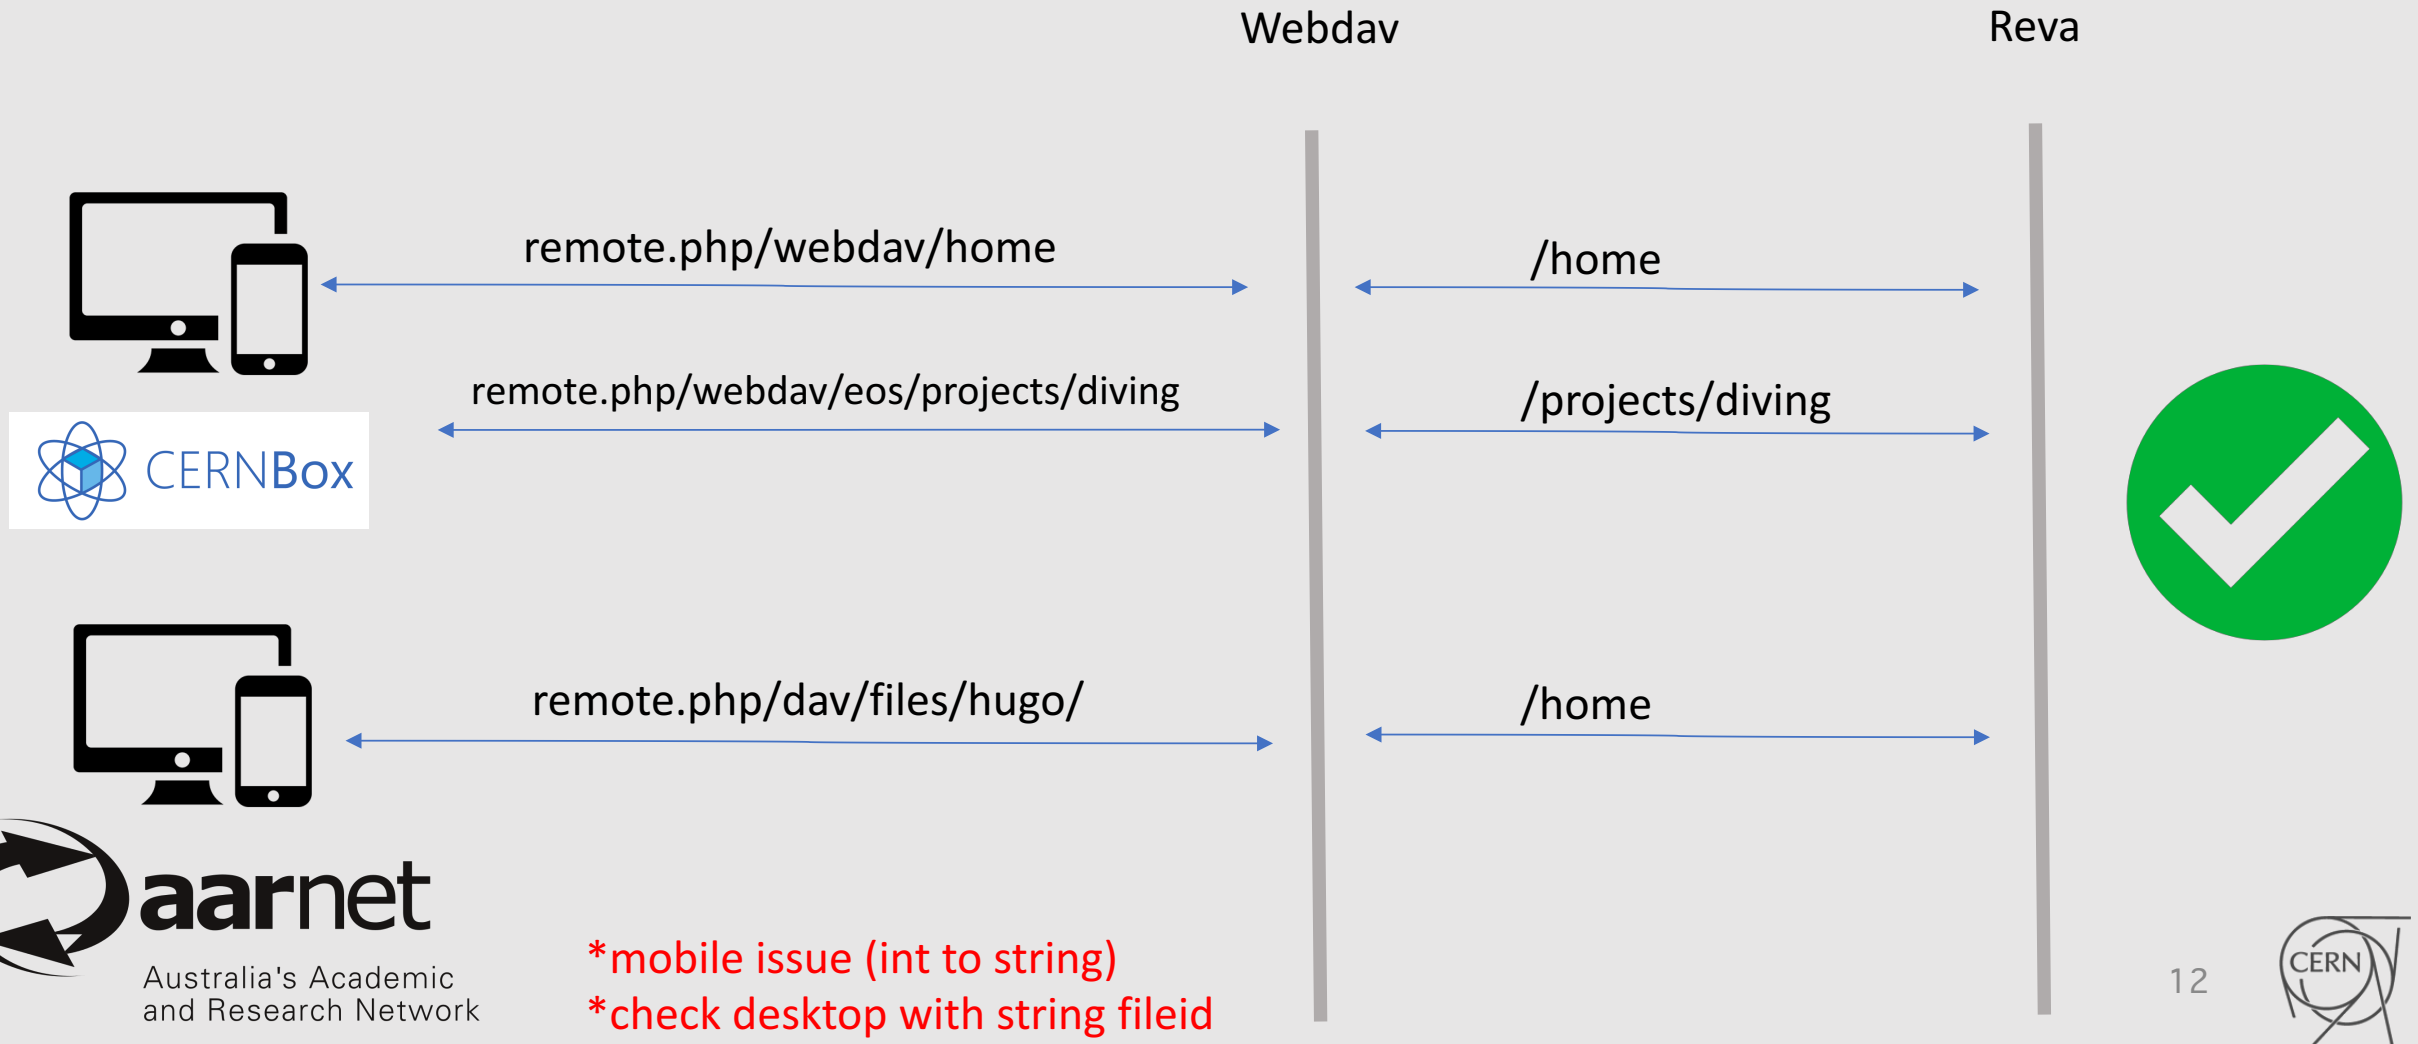 Webdav
Reva
remote.php/webdav/home
/home
remote.php/webdav/eos/projects/diving
/projects/diving
CERNBox
remote.php/dav/files/hugo/
/home
aarnet
Australia's Academic
and Research Network
*mobile issue (int to string)
*check desktop with string fileid
12
CERN